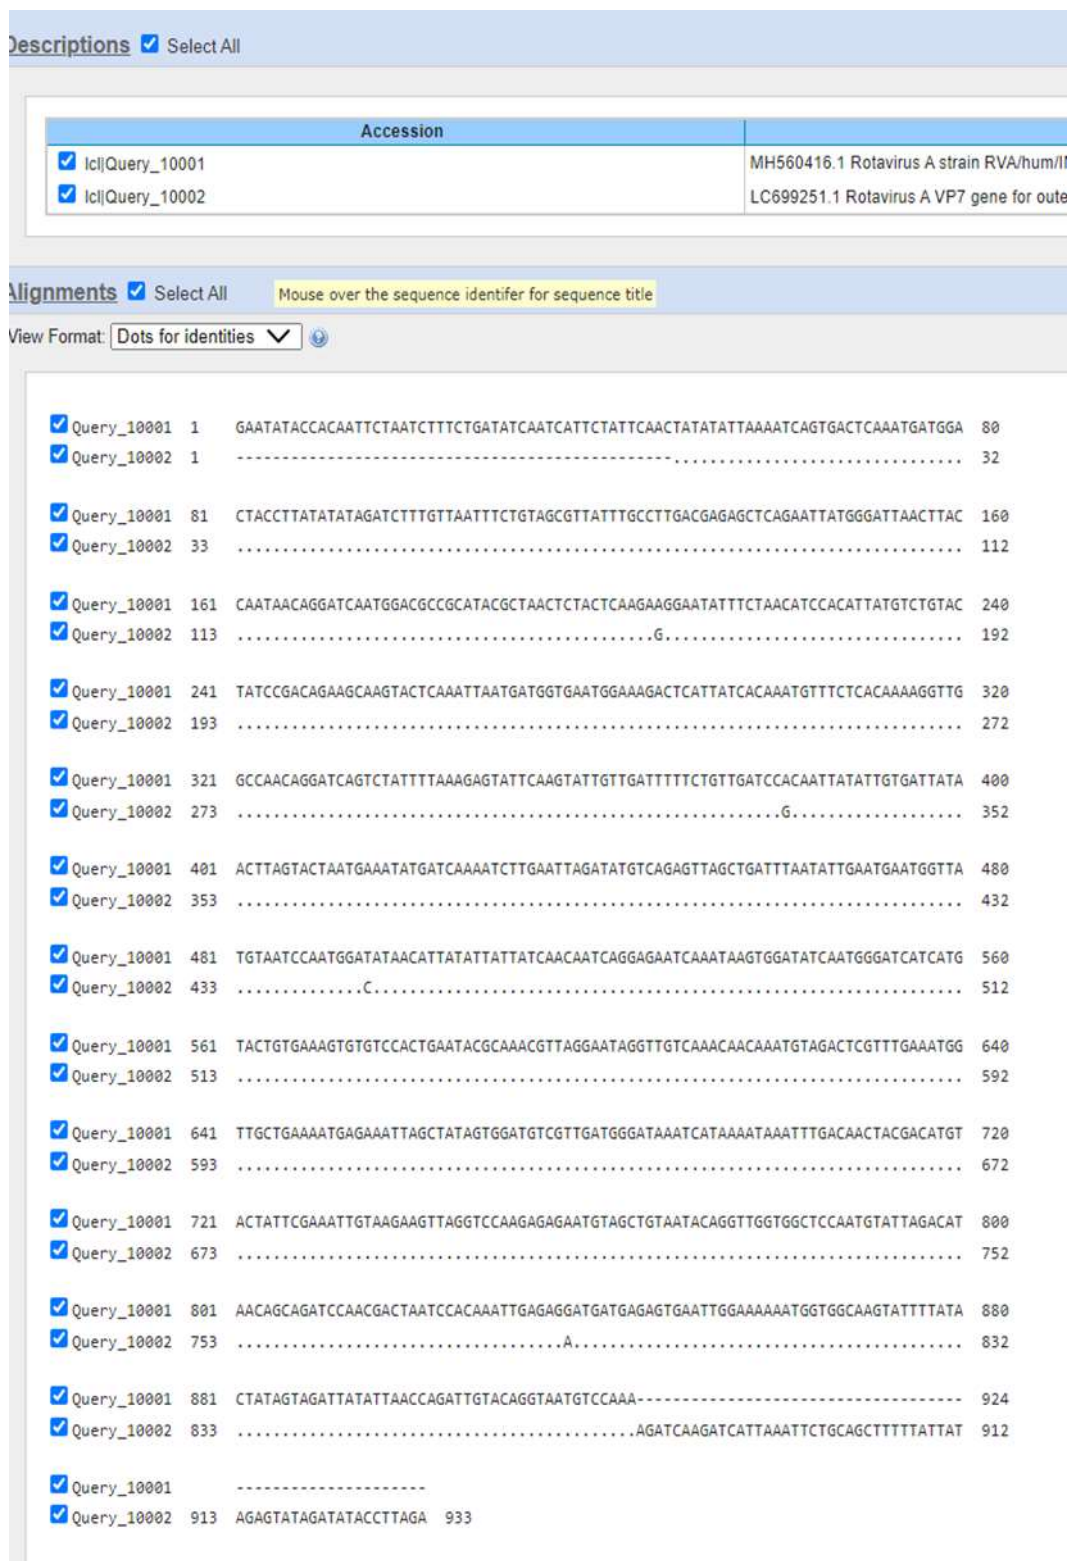 Descriptions Select All
Accession
lcl|Query_10001 MH560416.1 Rotavirus A strain RVA/hum/I
lcl|Query_10002 LC699251.1 Rotavirus A VP7 gene for oute
Alignments Select All Mouse over the sequence identifer for sequence title
View Format: Dots for identities
Query_10001 1 GAATATACCACAATTCTAATCTTTCTGATATCAATCATTCTATTCAACTATATATTAAAATCAGTGACTCAAATGATGGA 80
Query_10002 1 ------------------------------------------------................................ 32
Query_10001 81 CTACCTTATATATAGATCTTTGTTAATTTCTGTAGCGTTATTTGCCTTGACGAGAGCTCAGAATTATGGGATTAACTTAC 160
Query_10002 33 ................................................................................ 112
Query_10001 161 CAATAACAGGATCAATGGACGCCGCATACGCTAACTCTACTCAAGAAGGAATATTTCTAACATCCACATTATGTCTGTAC 240
Query_10002 113 ..............................................G................................. 192
Query_10001 241 TATCCGACAGAAGCAAGTACTCAAATTAATGATGGTGAATGGAAAGACTCATTATCACAAATGTTTCTCACAAAAGGTTG 320
Query_10002 193 ................................................................................ 272
Query_10001 321 GCCAACAGGATCAGTCTATTTTAAAGAGTATTCAAGTATTGTTGATTTTTCTGTTGATCCACAATTATATTGTGATTATA 400
Query_10002 273 ............................................................G................... 352
Query_10001 401 ACTTAGTACTAATGAAATATGATCAAAATCTTGAATTAGATATGTCAGAGTTAGCTGATTTAATATTGAATGAATGGTTA 480
Query_10002 353 ................................................................................ 432
Query_10001 481 TGTAATCCAATGGATATAACATTATATTATTATCAACAATCAGGAGAATCAAATAAGTGGATATCAATGGGATCATCATG 560
Query_10002 433 ..............C................................................................. 512
Query_10001 561 TACTGTGAAAGTGTGTCCACTGAATACGCAAACGTTAGGAATAGGTTGTCAAACAACAAATGTAGACTCGTTTGAAATGG 640
Query_10002 513 ................................................................................ 592
Query_10001 641 TTGCTGAAAATGAGAAATTAGCTATAGTGGATGTCGTTGATGGGATAAATCATAAAATAAATTTGACAACTACGACATGT 720
Query_10002 593 ................................................................................ 672
Query_10001 721 ACTATTCGAAATTGTAAGAAGTTAGGTCCAAGAGAGAATGTAGCTGTAATACAGGTTGGTGGCTCCAATGTATTAGACAT 800
Query_10002 673 ................................................................................ 752
Query_10001 801 AACAGCAGATCCAACGACTAATCCACAAATTGAGAGGATGATGAGAGTGAATTGGAAAAAATGGTGGCAAGTATTTTATA 880
Query_10002 753 ....................................A........................................... 832
Query_10001 881 CTATAGTAGATTATATTAACCAGATTGTACAGGTAATGTCCAAA------------------------------------ 924
Query_10002 833 ............................................AGATCAAGATCATTAAATTCTGCAGCTTTTTATTAT 912
Query_10001 ---------------------
Query_10002 913 AGAGTATAGATATACCTTAGA 933